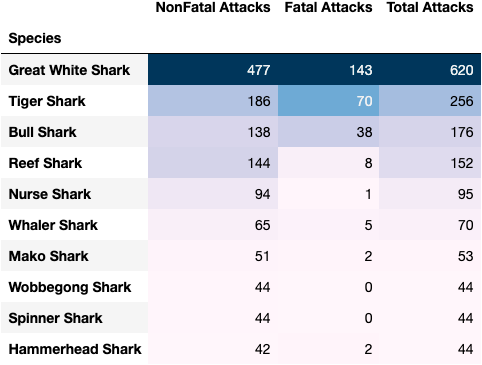 NonFatal Attacks Fatal Attacks Total Attacks
Species
Great White Shark 477 143 620
Tiger Shark 186 70 256
Bull Shark 138 38 176
Reef Shark 144 8 152
Nurse Shark 94 1 95
Whaler Shark 65 5 70
Mako Shark 51 2 53
Wobbegong Shark 44 0 44
Spinner Shark 44 0 44
Hammerhead Shark 42 2 44